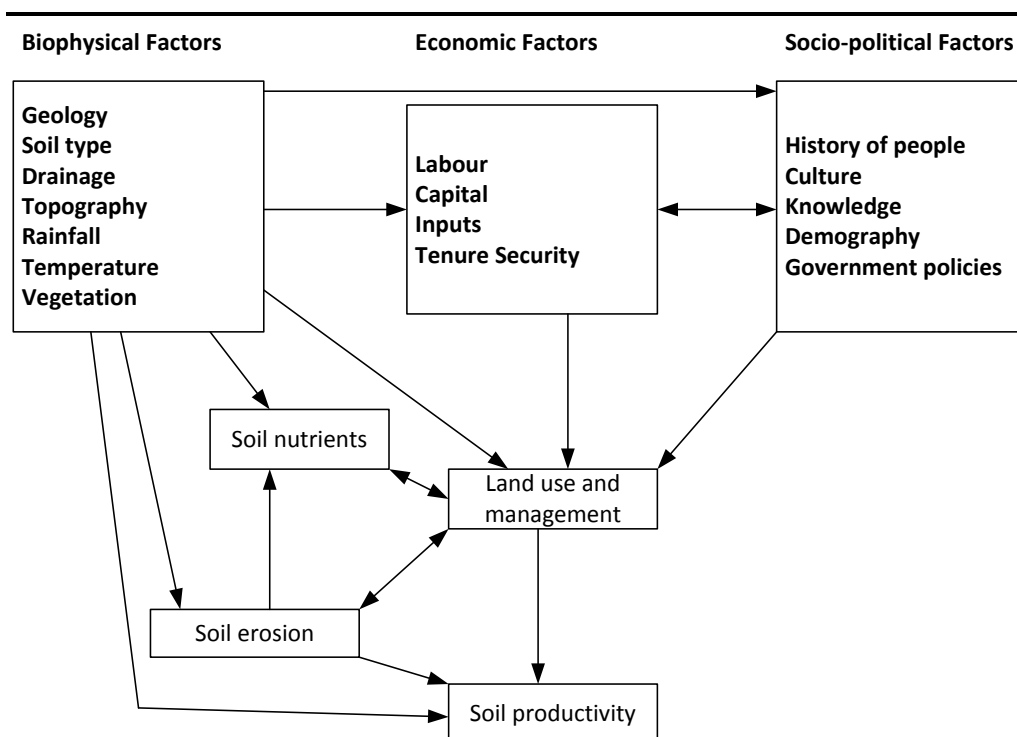 Biophysical Factors
Economic Factors
Socio-political Factors
Geology
Soil type
Drainage
Topography
Rainfall
Temperature
Vegetation
Labour
Capital
Inputs
Tenure Security
History of people
Culture
Knowledge
Demography
Government policies
Soil nutrients
Land use and
management
Soil erosion
Soil productivity